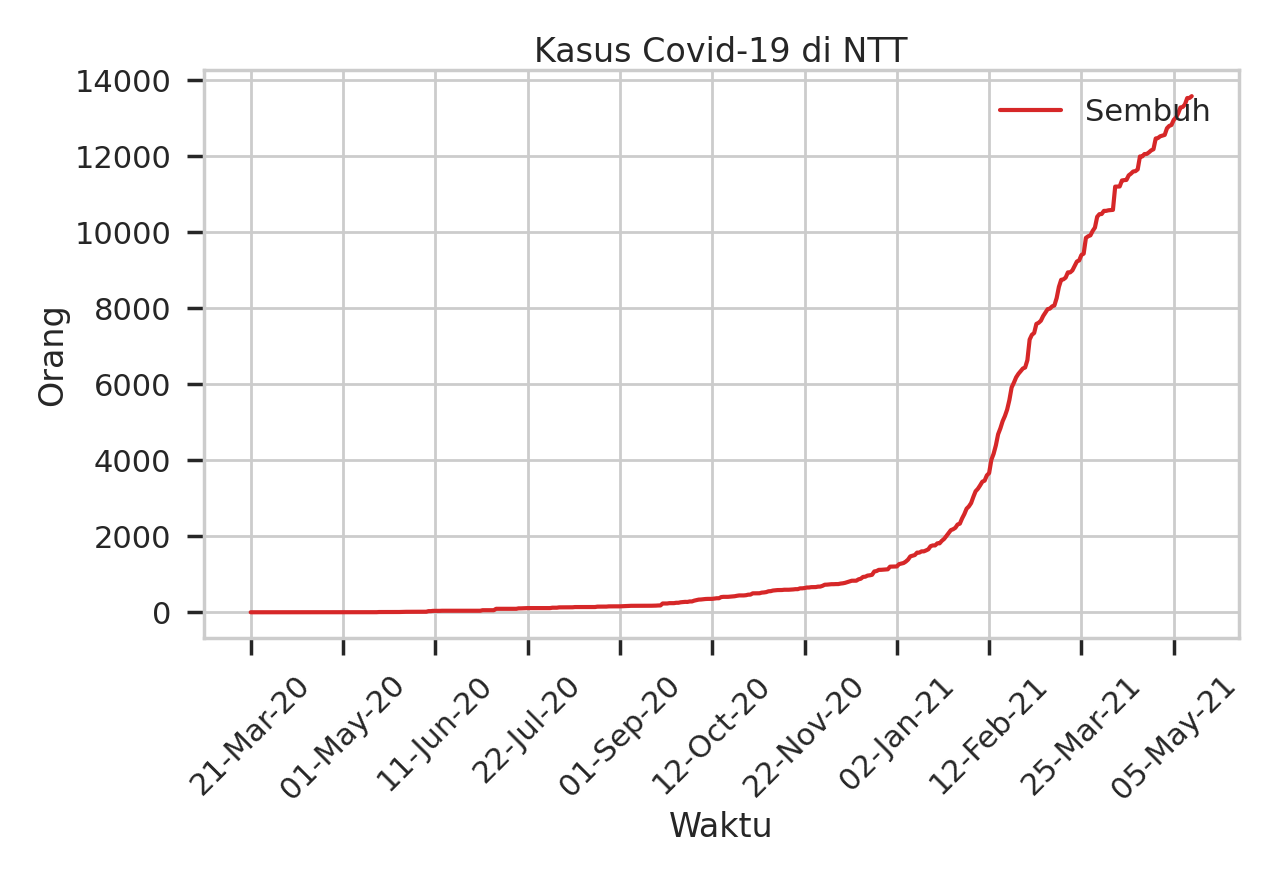 Kasus Covid-19 di NTT
Sembuh
14000
12000
10000
8000
6000
4000
2000
0
Orang
21-Mar-20
01-May-20
11-Jun-20
22-Jul-20
01-Sep-20
12-Oct-20
22-Nov-20
02-Jan-21
12-Feb-21
25-Mar-21
05-May-21
Waktu